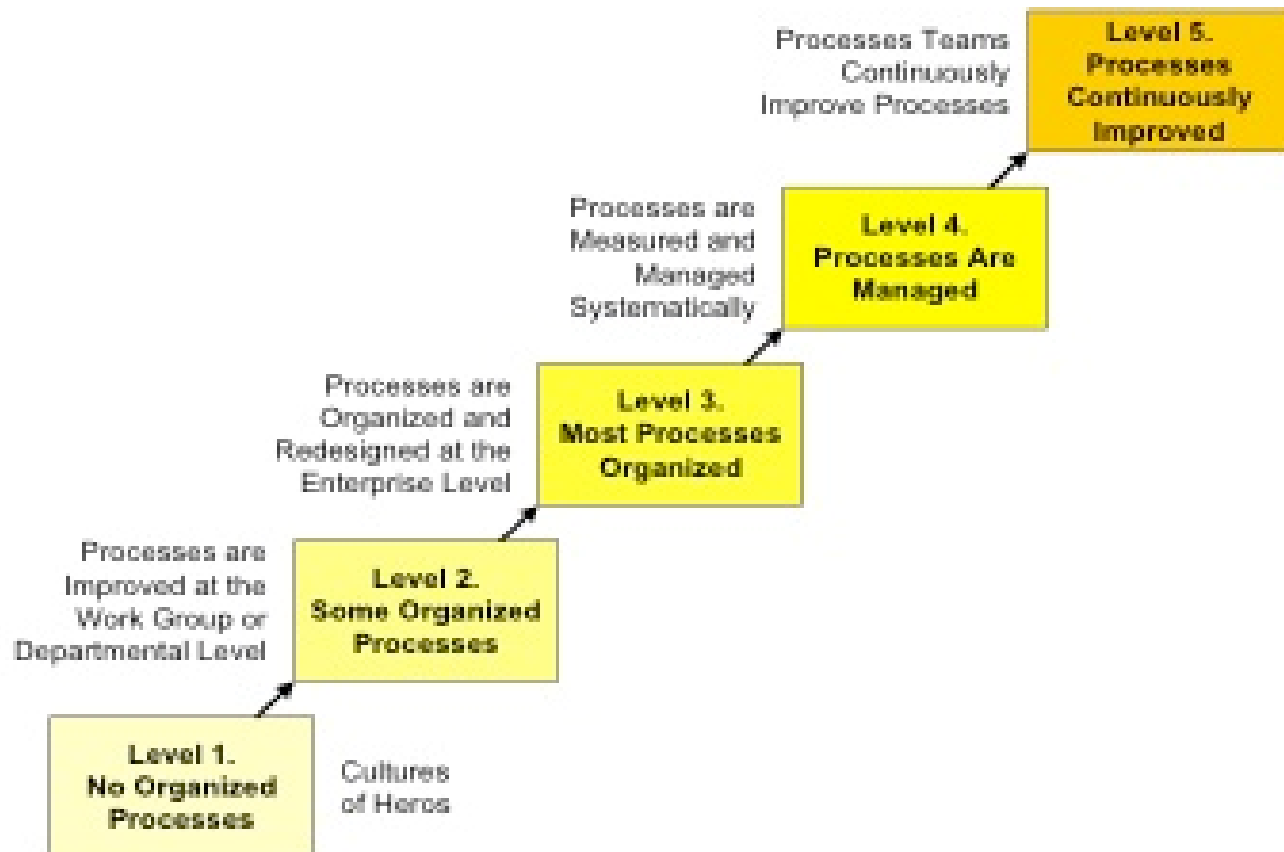 Processes Teams
Continuously
Improve Processes
Level 5.
Processes
Continuously
Improved
Processes are
Measured and
Managed
Systematically
Level 4.
Processes Are
Managed
Processes are
Organized and
Redesigned at the
Enterprise Level
Level 3.
Most Processes
Organized
Processes are
Improved at the
Work Group or
Departmental Level
Level 2.
Some Organized
Processes
Level 1.
No Organized
Processes
Cultures
of Heros